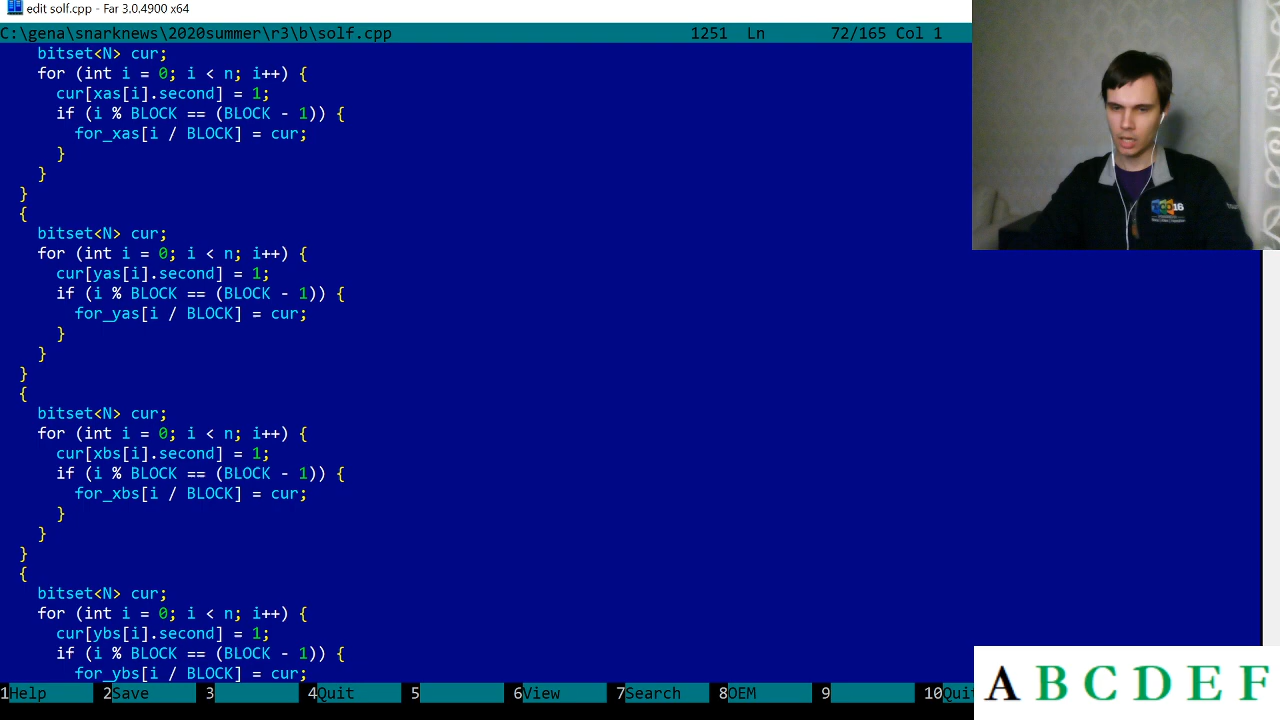 edit solf.cpp - Far 3.0.4900 x64
C:\gena\snarknews\2020summer\r3\b\solf.cpp 1251 Ln 72/165 Col 1
bitset<N> cur;
for (int i = 0; i < n; i++) {
cur[xas[i].second] = 1;
if (i % BLOCK == (BLOCK - 1)) {
for_xas[i / BLOCK] = cur;
}
}
}
{
bitset<N> cur;
for (int i = 0; i < n; i++) {
cur[yas[i].second] = 1;
if (i % BLOCK == (BLOCK - 1)) {
for_yas[i / BLOCK] = cur;
}
}
}
{
bitset<N> cur;
for (int i = 0; i < n; i++) {
cur[xbs[i].second] = 1;
if (i % BLOCK == (BLOCK - 1)) {
for_xbs[i / BLOCK] = cur;
}
}
}
{
bitset<N> cur;
for (int i = 0; i < n; i++) {
cur[ybs[i].second] = 1;
if (i % BLOCK == (BLOCK - 1)) {
for_ybs[i / BLOCK] = cur;
1Help 2Save 3 4Quit 5 6View 7Search 8OEM 9 10Qui
A B C D E F